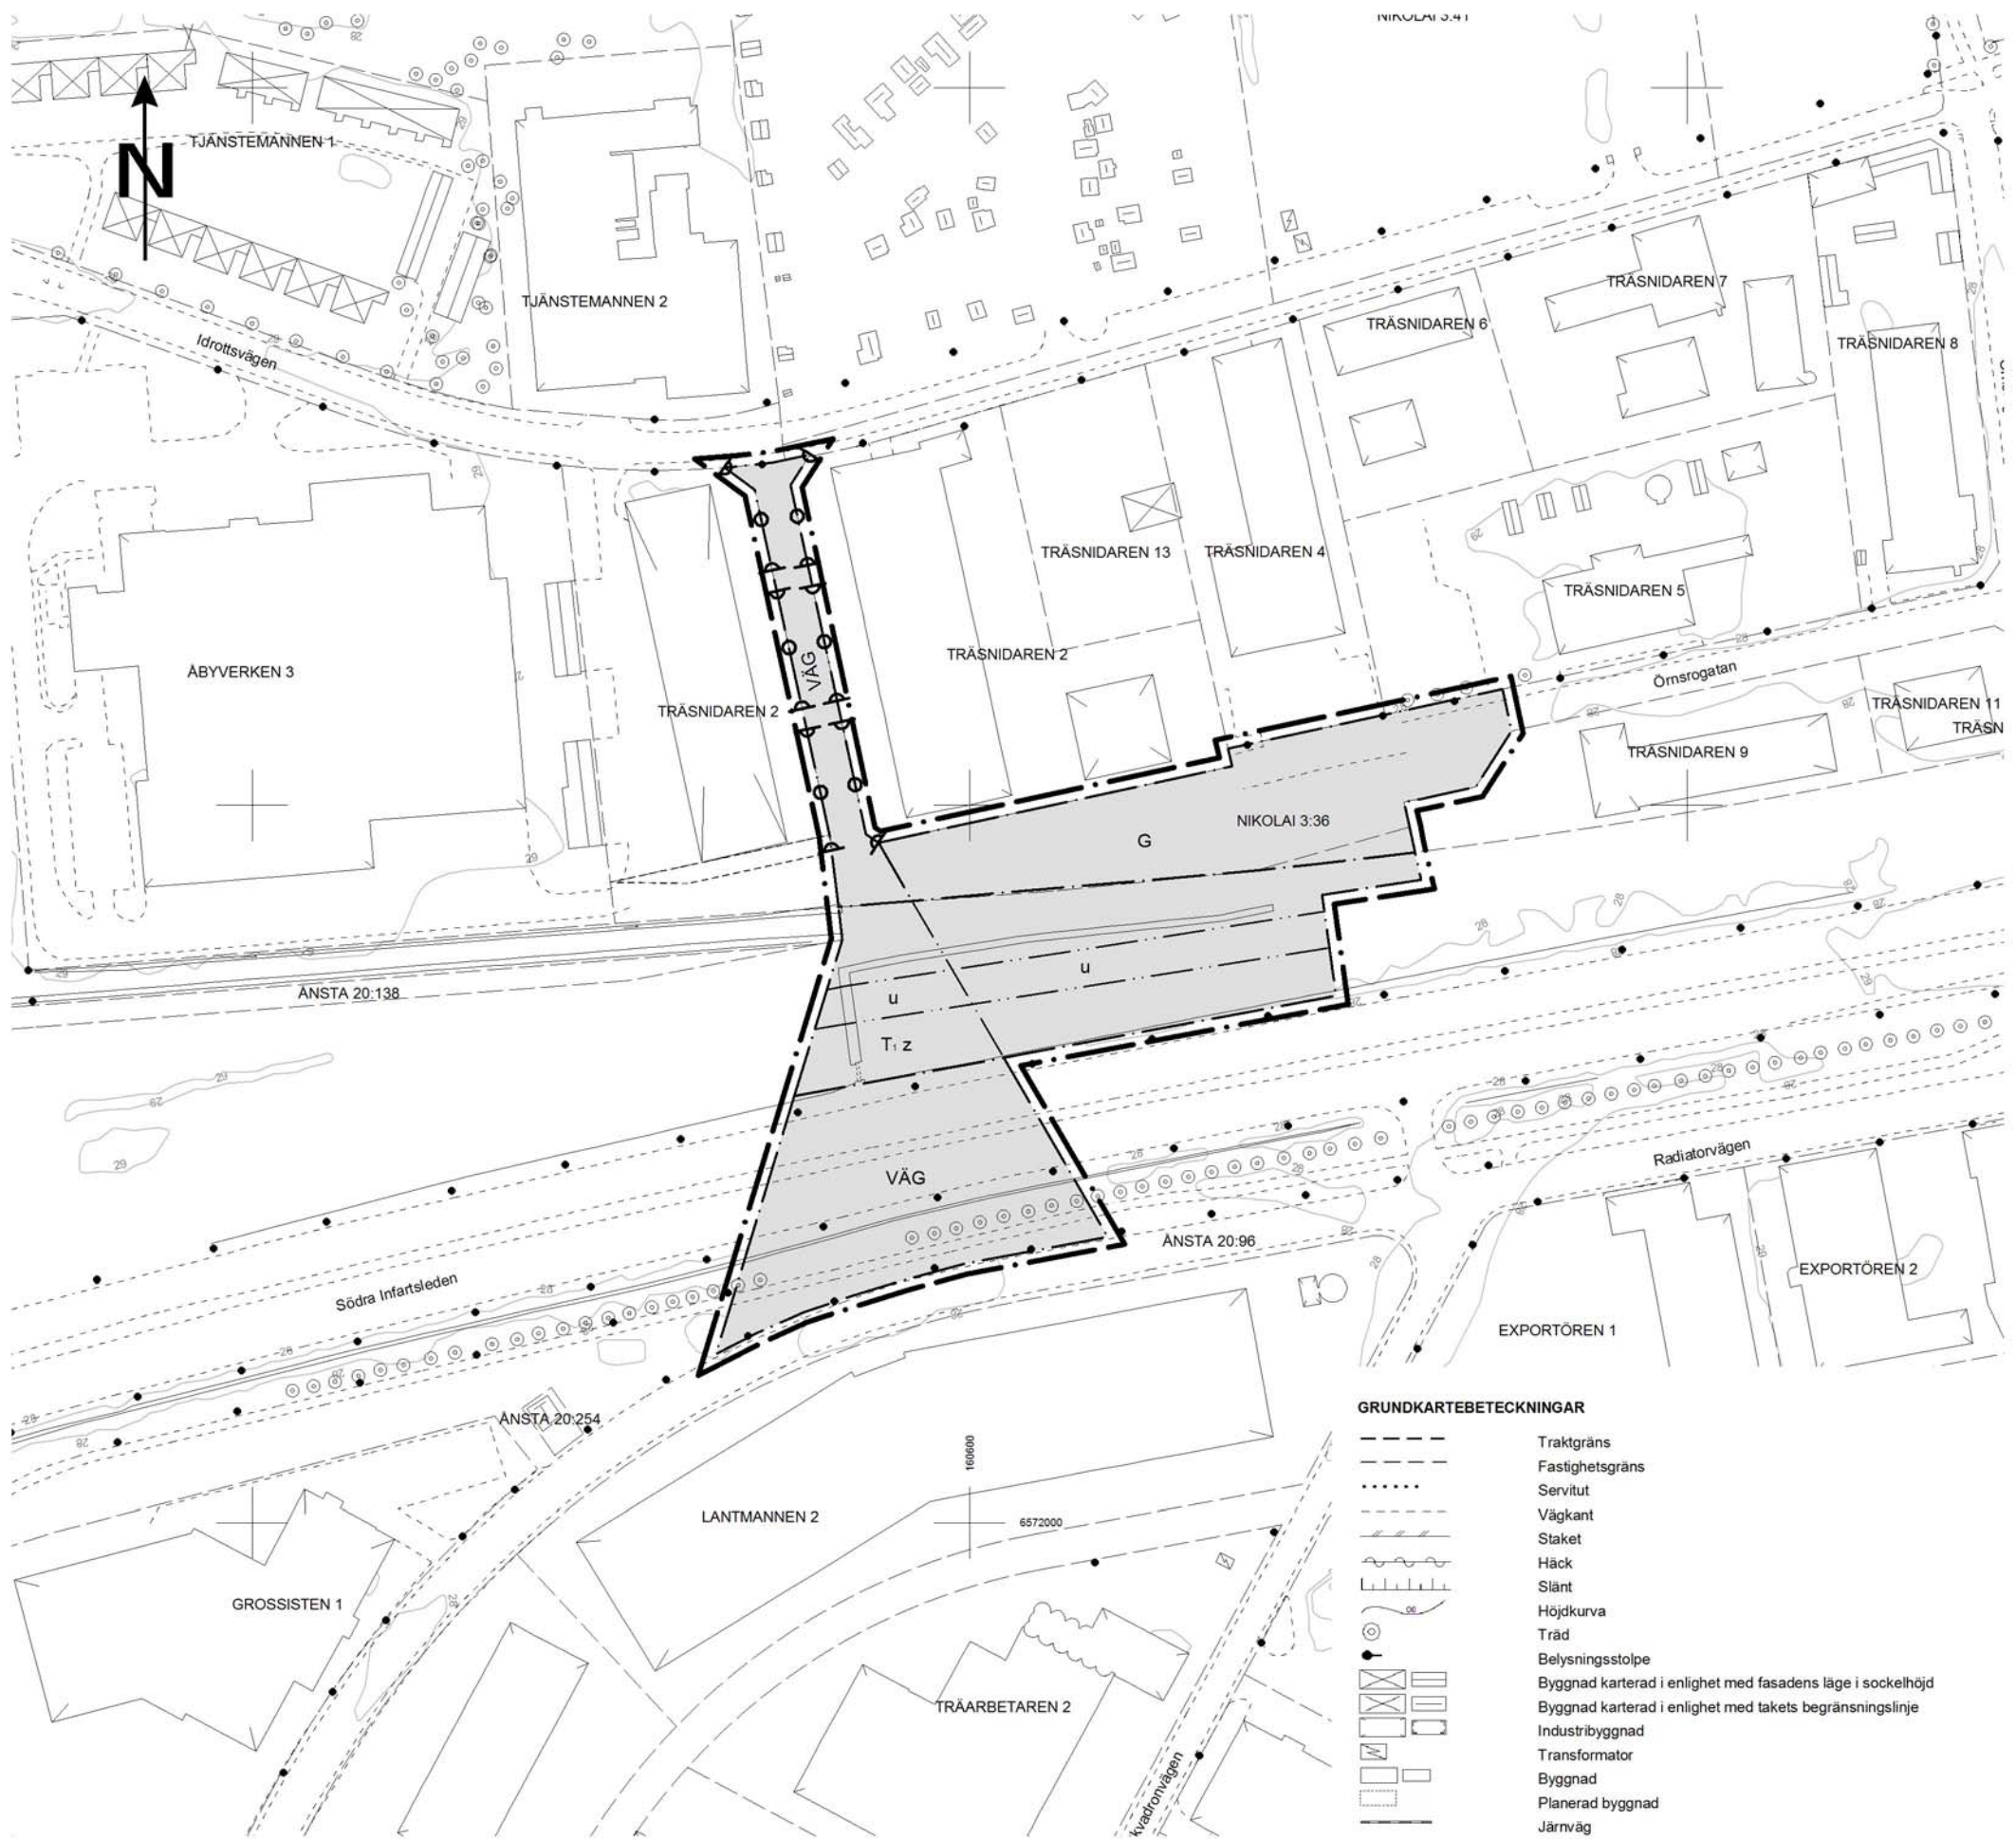 NIKOLAI 3:41
N
TJÄNSTEMANNEN 1
TJÄNSTEMANNEN 2
TRÄSNIDAREN 7
TRÄSNIDAREN 6
TRÄSNIDAREN 8
Idrottsvägen
TRÄSNIDAREN 13
TRÄSNIDAREN 4
TRÄSNIDAREN 5
TRÄSNIDAREN 2
ÅBYVERKEN 3
VÄG
TRÄSNIDAREN 2
Örnsrogatan
TRÄSNIDAREN 11
TRÄSN
TRÄSNIDAREN 9
NIKOLAI 3:36
G
u
ÄNSTA 20:138
u
T1 z
VÄG
Radiatorvägen
ÄNSTA 20:96
EXPORTÖREN 2
Södra Infartsleden
EXPORTÖREN 1
ÄNSTA 20:254
160600
LANTMANNEN 2
6572000
GROSSISTEN 1
TRÄARBETAREN 2
kvadronvägen
GRUNDKARTEBETECKNINGAR
Traktgräns
Fastighetsgräns
Servitut
Vägkant
Staket
Häck
Slänt
Höjdkurva
Träd
Belysningsstolpe
Byggnad karterad i enlighet med fasadens läge i sockelhöjd
Byggnad karterad i enlighet med takets begränsningslinje
Industribyggnad
Transformator
Byggnad
Planerad byggnad
Järnväg